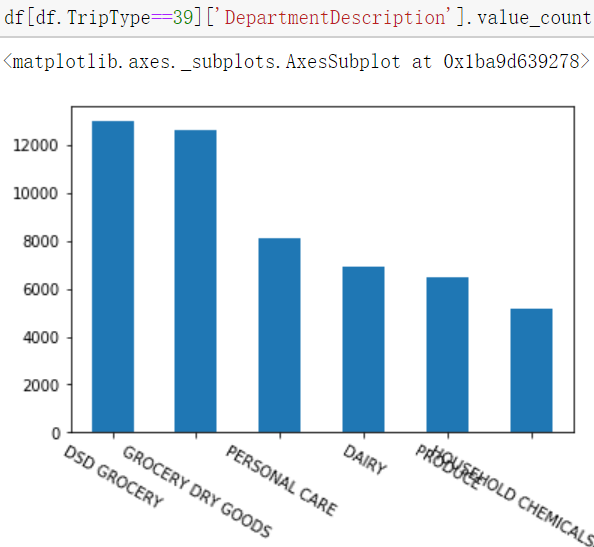 df[df.TripType==39]['DepartmentDescription'].value_count
<matplotlib.axes._subplots.AxesSubplot at 0x1ba9d639278>
12000
10000
8000
6000
4000
2000
0
DSD GROCERY
GROCERY DRY GOODS
PERSONAL CARE
DAIRY
PRODUCE
HOUSEHOLD CHEMICALS